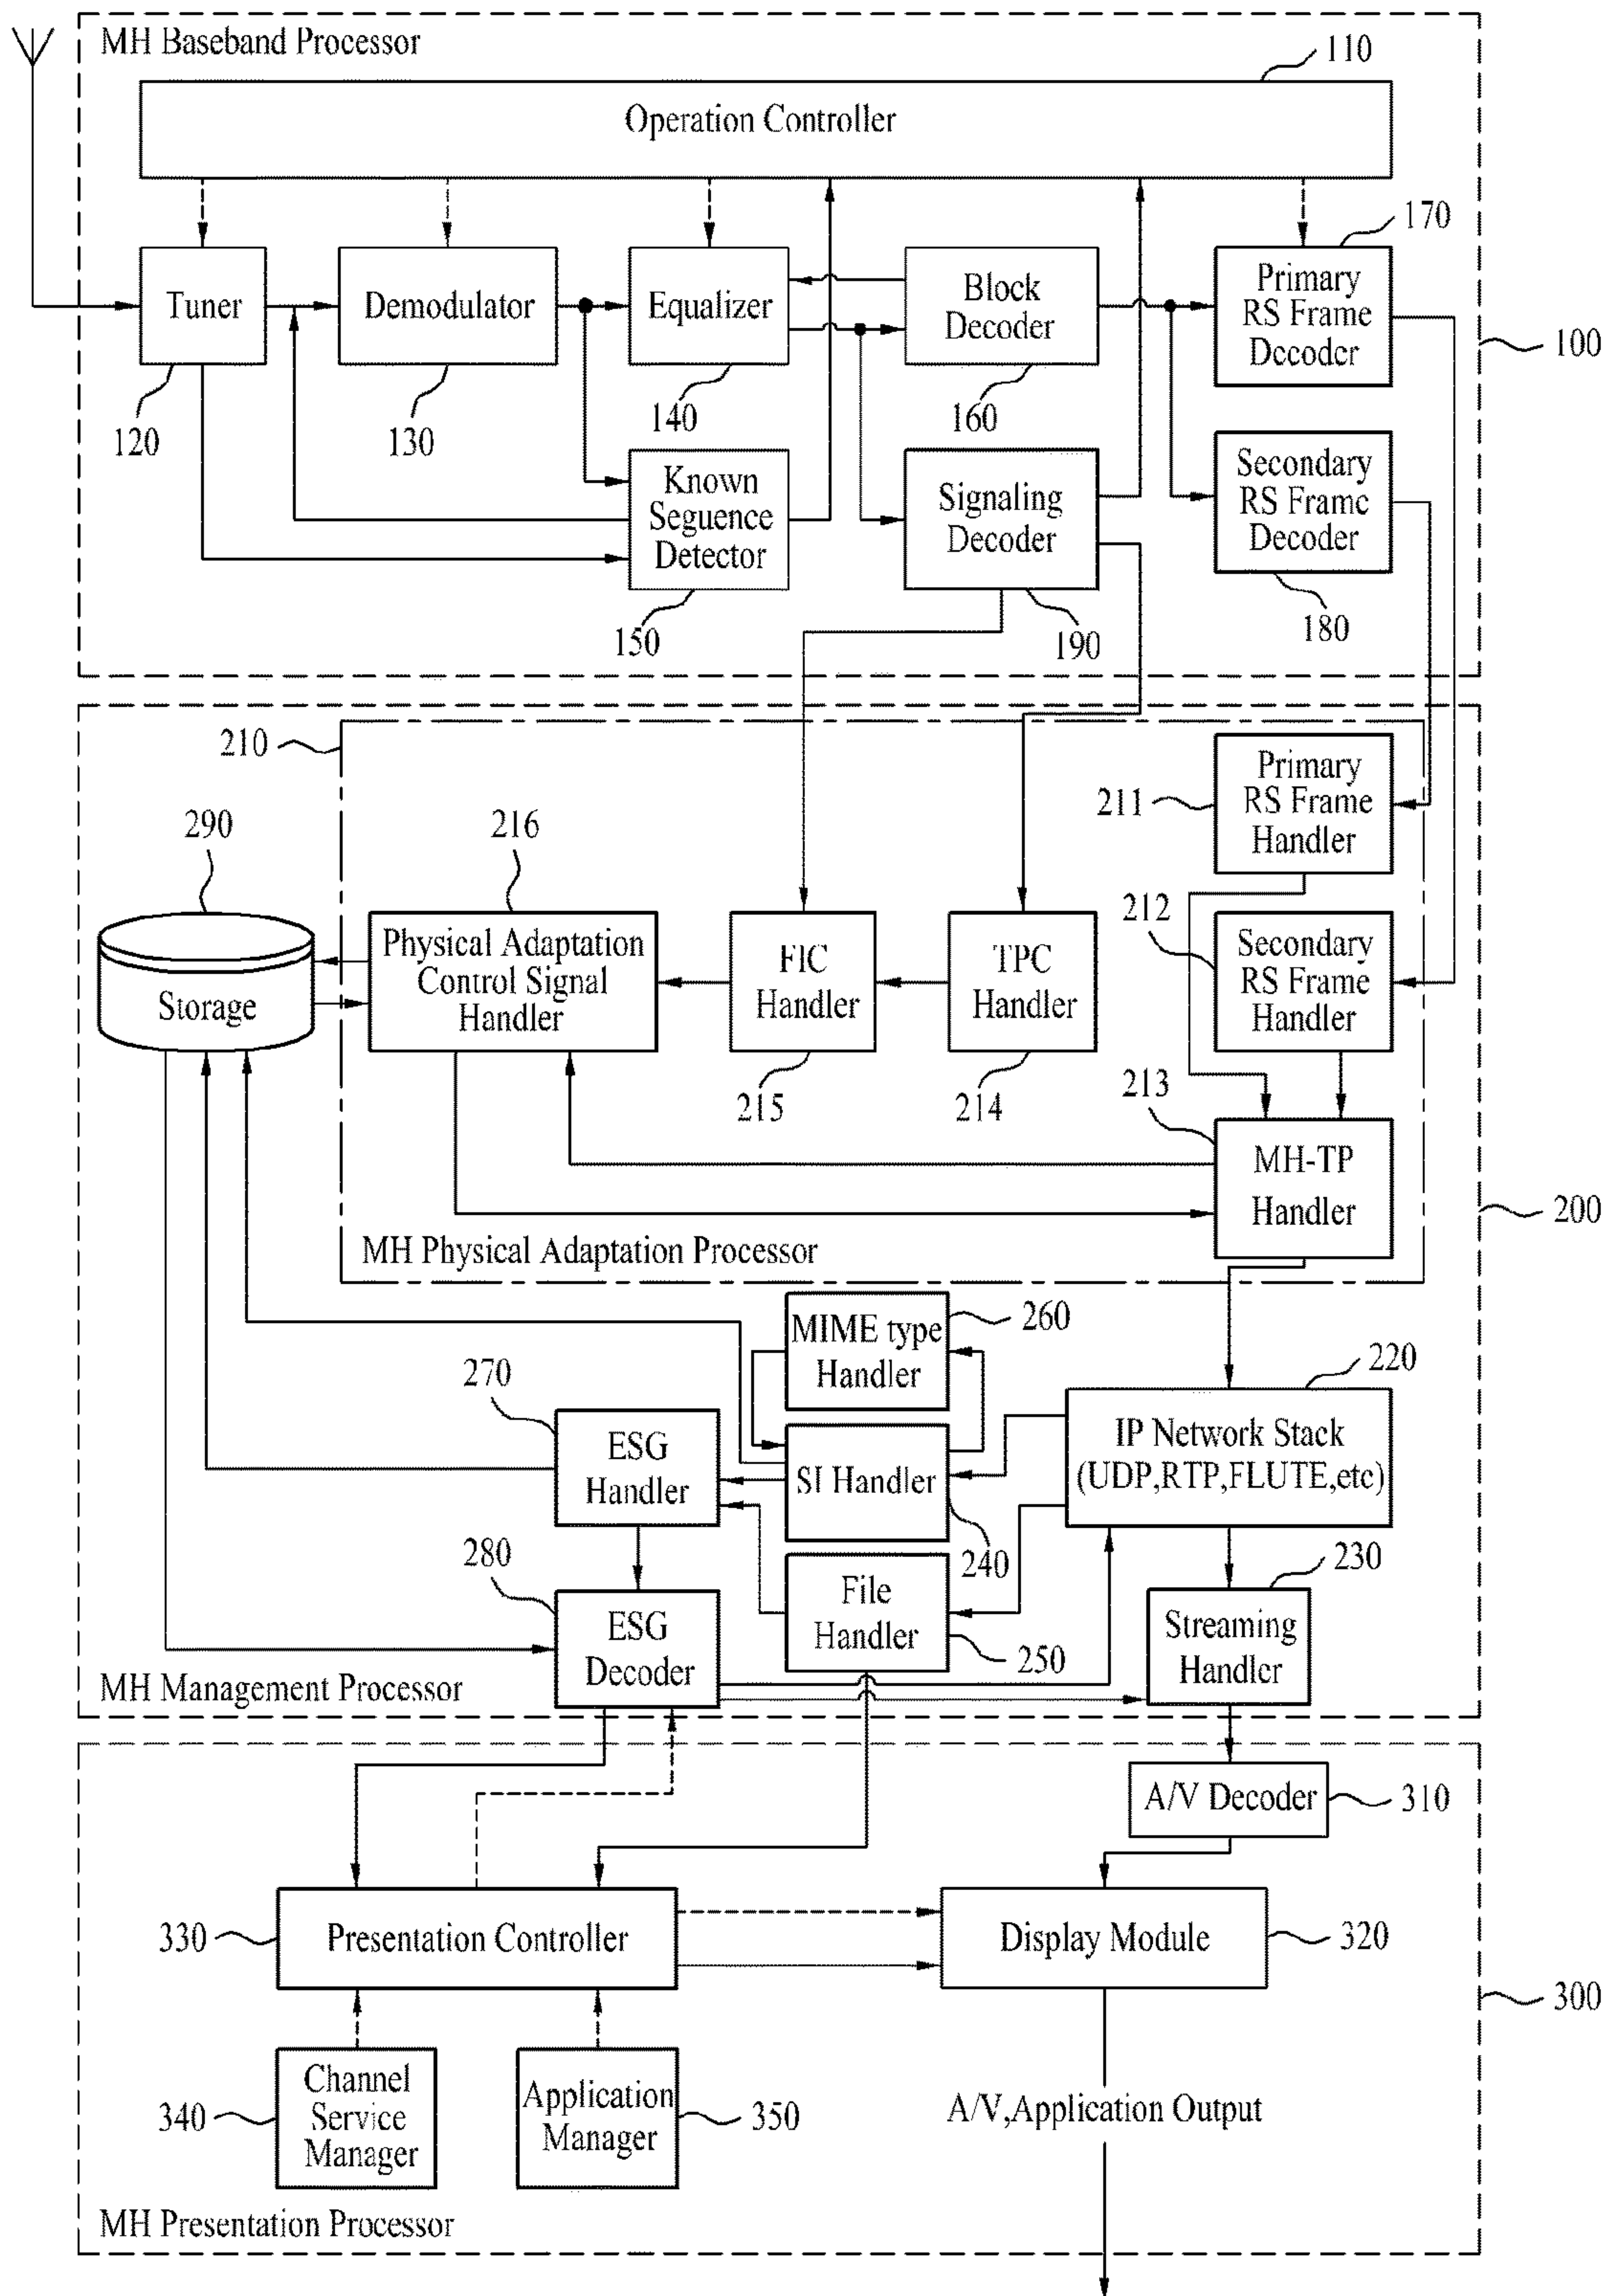 MH Baseband Processor
110
Operation Controller
170
Tuner
Demodulator
Equalizer
Block
Decoder
Primary
RS Frame
Decoder
100
120
130
140
160
Known
Seguence
Detector
Signaling
Decoder
Secondary
RS Frame
Decoder
150
190
180
210
Primary
RS Frame
Handler
211
290
216
212
Storage
Physical Adaptation
Control Signal
Handler
FIC
Handler
TPC
Handler
Secondary
RS Frame
Handler
215
214
213
MH-TP
Handler
200
MH Physical Adaptation Processor
MIME type
Handler
260
270
220
ESG
Handler
SI Handler
IP Network Stack
(UDP,RTP,FLUTE,etc)
280
240
230
ESG
Decoder
File
Handler
250
Streaming
Handler
MH Management Processor
A/V Decoder
310
330
Presentation Controller
Display Module
320
300
340
Channel
Service
Manager
Application
Manager
350
A/V,Application Output
MH Presentation Processor